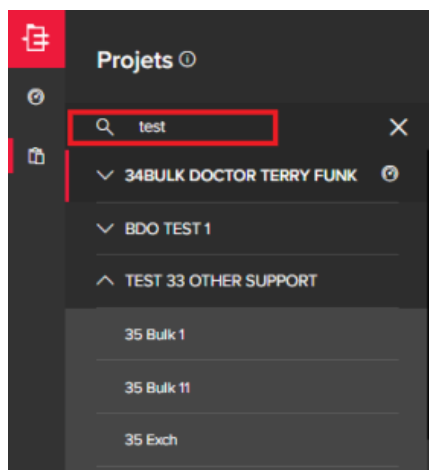 Projets
test
34BULK DOCTOR TERRY FUNK
BDO TEST 1
TEST 33 OTHER SUPPORT
35 Bulk 1
35 Bulk 11
35 Exch